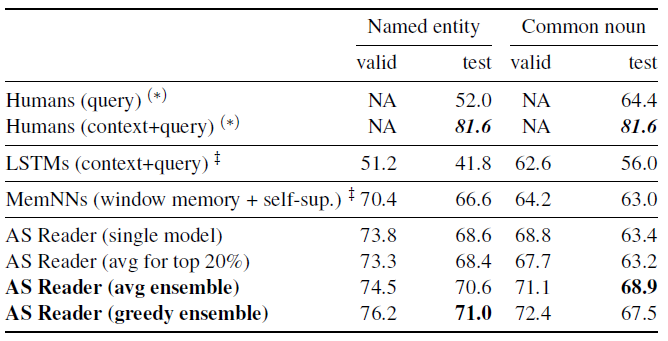 Named entity Common noun
valid test valid test
Humans (query) (*) NA 52.0 NA 64.4
Humans (context+query) (*) NA 81.6 NA 81.6
LSTMs (context+query) ‡ 51.2 41.8 62.6 56.0
MemNNs (window memory + self-sup.) ‡ 70.4 66.6 64.2 63.0
AS Reader (single model) 73.8 68.6 68.8 63.4
AS Reader (avg for top 20%) 73.3 68.4 67.7 63.2
AS Reader (avg ensemble) 74.5 70.6 71.1 68.9
AS Reader (greedy ensemble) 76.2 71.0 72.4 67.5